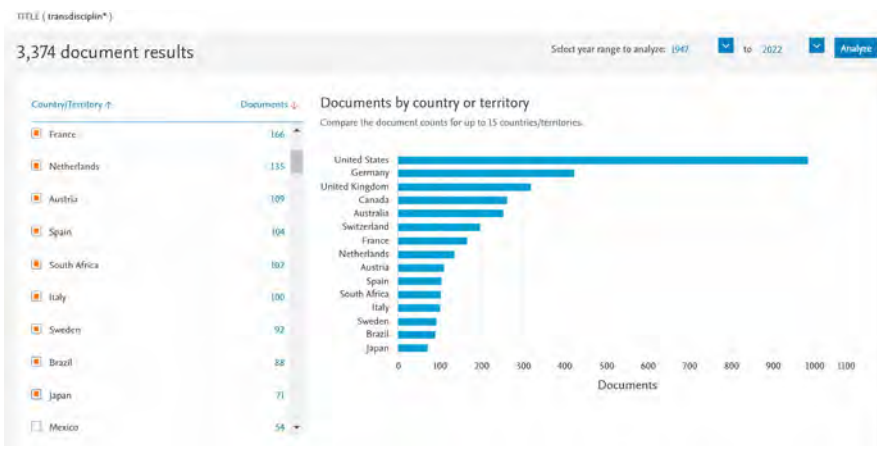 TITLE ( transdisciplin* )
3,374 document results
Select year range to analyze: 1947 to 2022 Analyze
Country/Territory ↑ Documents ↓
France 166
Netherlands 135
Austria 109
Spain 104
South Africa 102
Italy 100
Sweden 92
Brazil 88
Japan 71
Mexico 54
Documents by country or territory
Compare the document counts for up to 15 countries/territories.
United States
Germany
United Kingdom
Canada
Australia
Switzerland
France
Netherlands
Austria
Spain
South Africa
Italy
Sweden
Brazil
Japan
0 100 200 300 400 500 600 700 800 900 1000 1100
Documents